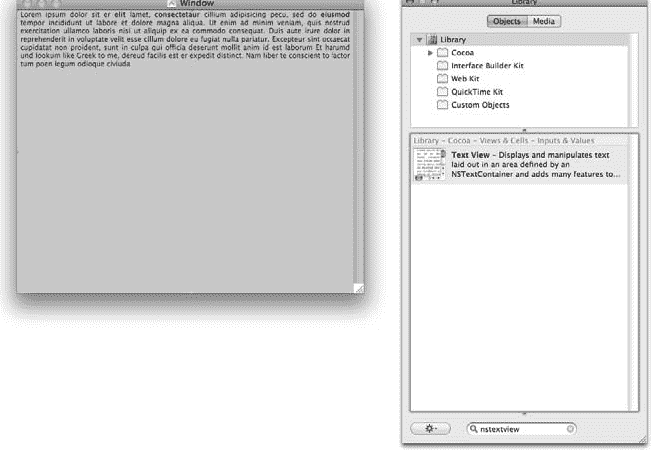 Window
Lorem ipsum dolor sit er elit lamet, consectetaur cillium adipisicing pecu, sed do eiusmod
tempor incididunt ut labore et dolore magna aliqua. Ut enim ad minim veniam, quis nostrud
exercitation ullamco laboris nisi ut aliquip ex ea commodo consequat. Duis aute irure dolor in
reprehenderit in voluptate velit esse cillum dolore eu fugiat nulla pariatur. Excepteur sint occaecat
cupidatat non proident, sunt in culpa qui officia deserunt mollit anim id est laborum Et harumd
und lookum like Greek to me, dereud facilis est er expedit distinct. Nam liber te conscient to factor
tum poen legum odioque civiuda
Library
Objects Media
Library
Cocoa
Interface Builder Kit
Web Kit
QuickTime Kit
Custom Objects
Library - Cocoa - Views & Cells - Inputs & Values
Text View - Displays and manipulates text
laid out in an area defined by an
NSTextContainer and adds many features to...
nstextview